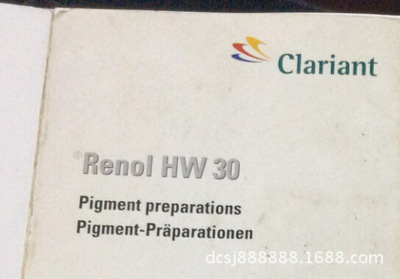 Clariant
®Renol HW 30
Pigment preparations
Pigment-Präparationen
dcsj888888.1688.com